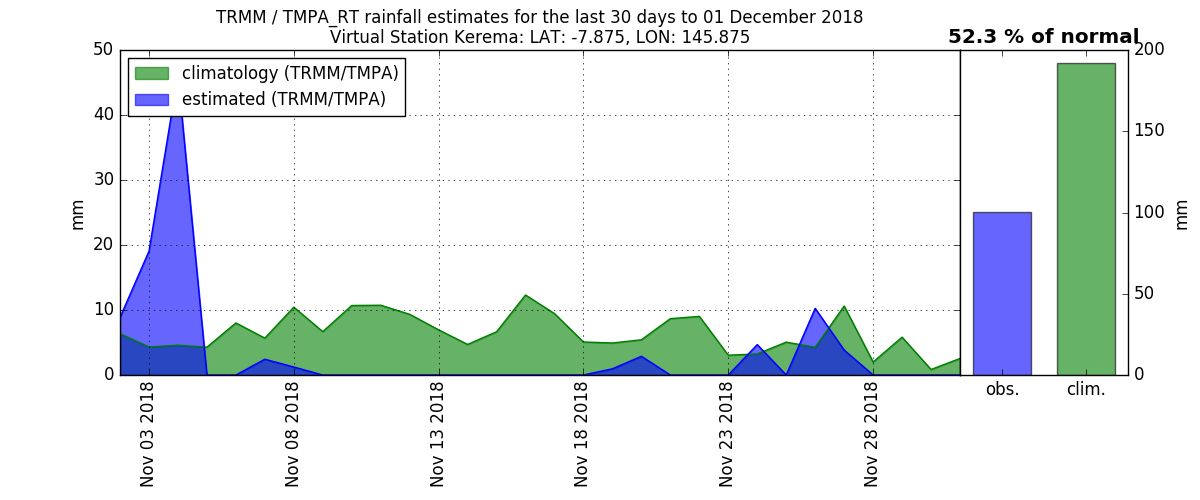 TRMM / TMPA_RT rainfall estimates for the last 30 days to 01 December 2018
Virtual Station Kerema: LAT: -7.875, LON: 145.875
52.3 % of normal
climatology (TRMM/TMPA)
estimated (TRMM/TMPA)
50
40
30
20
10
0
mm
Nov 03 2018
Nov 08 2018
Nov 13 2018
Nov 18 2018
Nov 23 2018
Nov 28 2018
200
150
100
50
0
mm
obs.
clim.